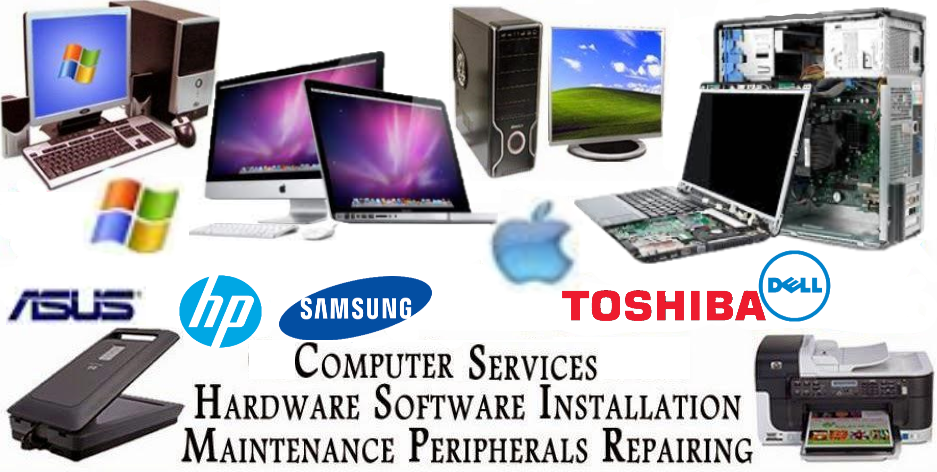 ASUS
hp
SAMSUNG
TOSHIBA
DELL
COMPUTER SERVICES
HARDWARE SOFTWARE INSTALLATION
MAINTENANCE PERIPHERALS REPAIRING